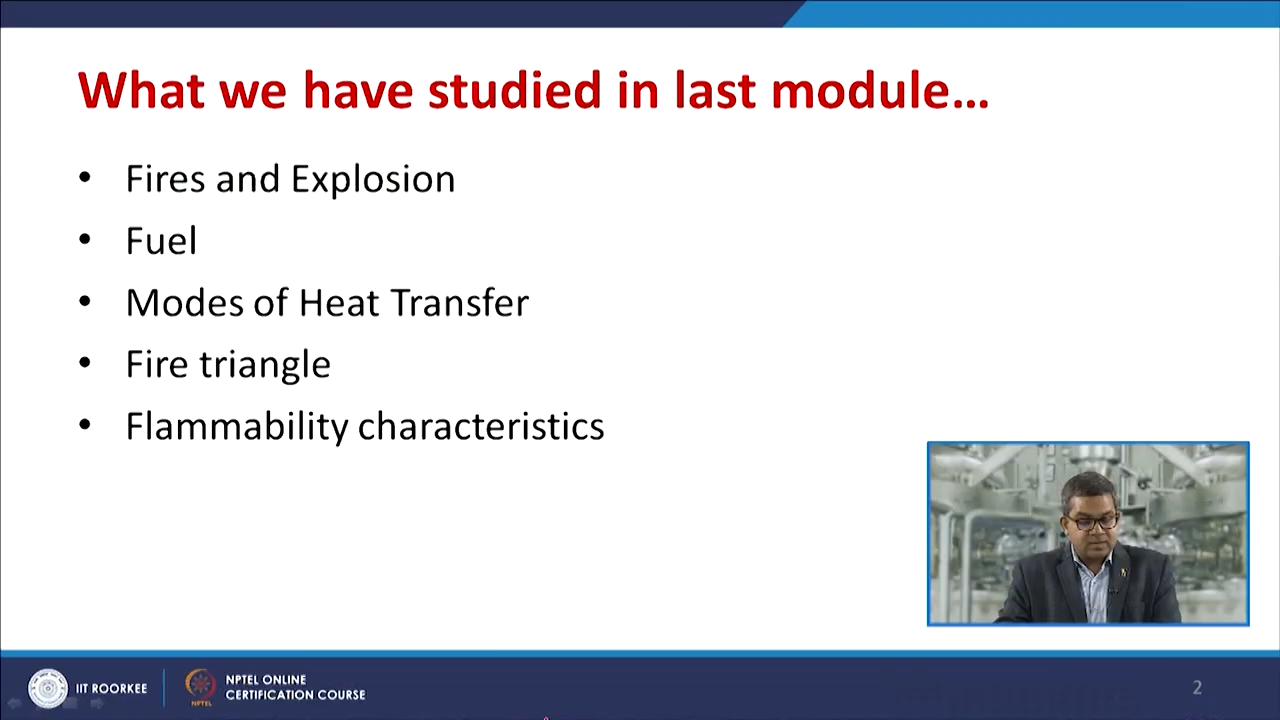 What we have studied in last module...
• Fires and Explosion
• Fuel
• Modes of Heat Transfer
• Fire triangle
• Flammability characteristics
IIT ROORKEE
NPTEL
NPTEL ONLINE
CERTIFICATION COURSE
2